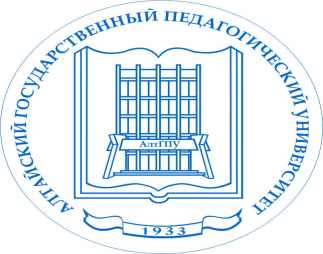 АЛТАЙСКИЙ ГОСУДАРСТВЕННЫЙ ПЕДАГОГИЧЕСКИЙ УНИВЕРСИТЕТ
АлтГПУ
1933